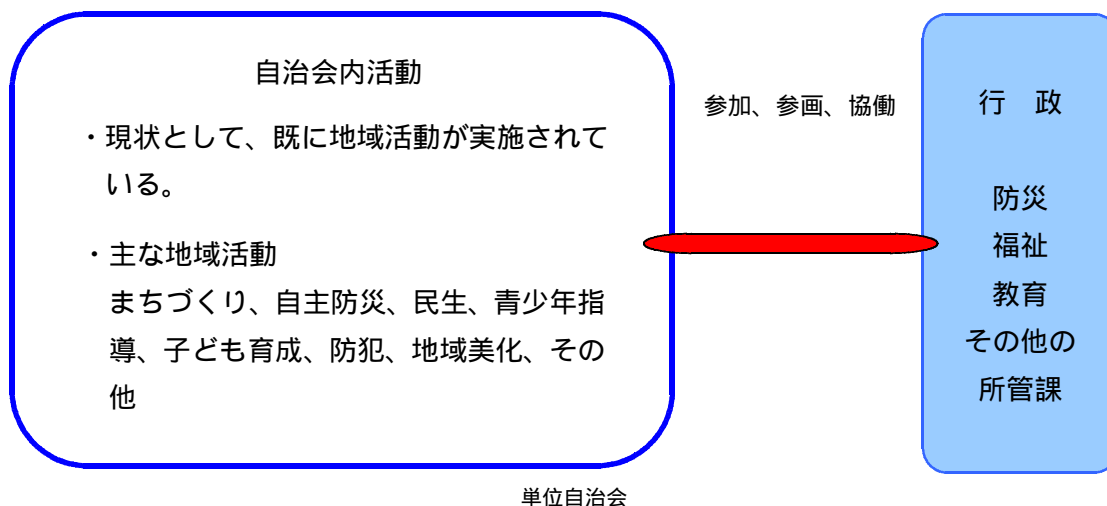 自治会内活動
・現状として、既に地域活動が実施されて
いる。
・主な地域活動
まちづくり、自主防災、民生、青少年指
導、子ども育成、防犯、地域美化、その
他
参加、参画、協働
行　政
防災
福祉
教育
その他の
所管課
単位自治会